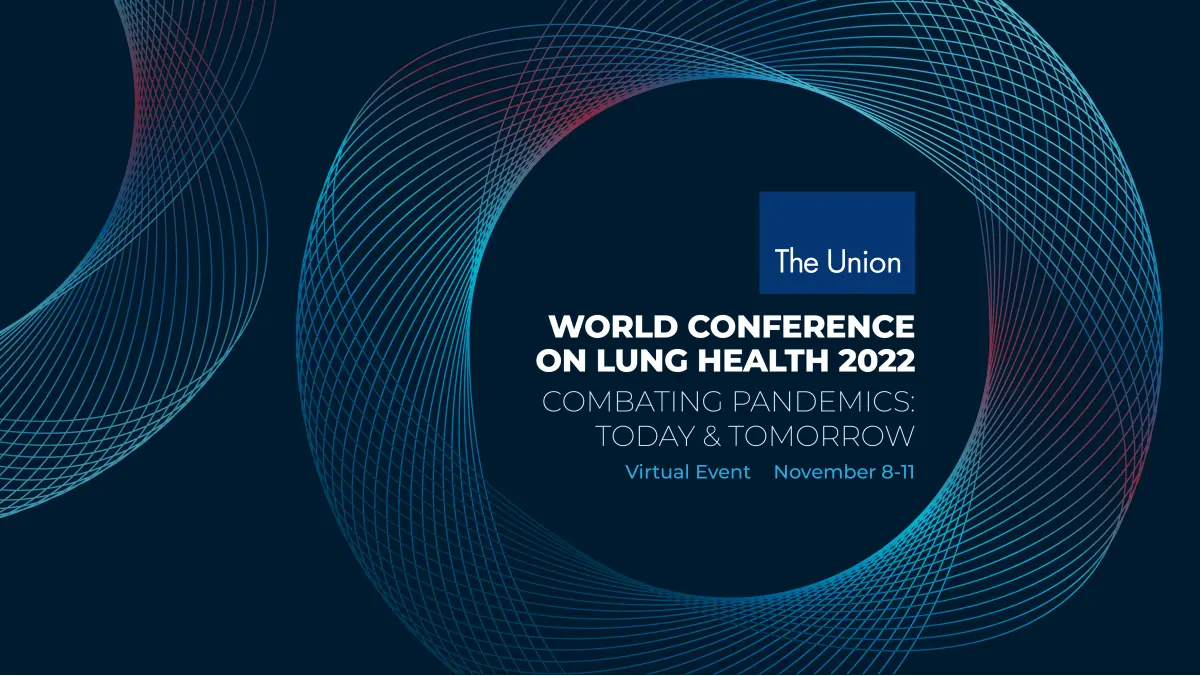 The Union
WORLD CONFERENCE
ON LUNG HEALTH 2022
COMBATING PANDEMICS:
TODAY & TOMORROW
Virtual Event November 8-11